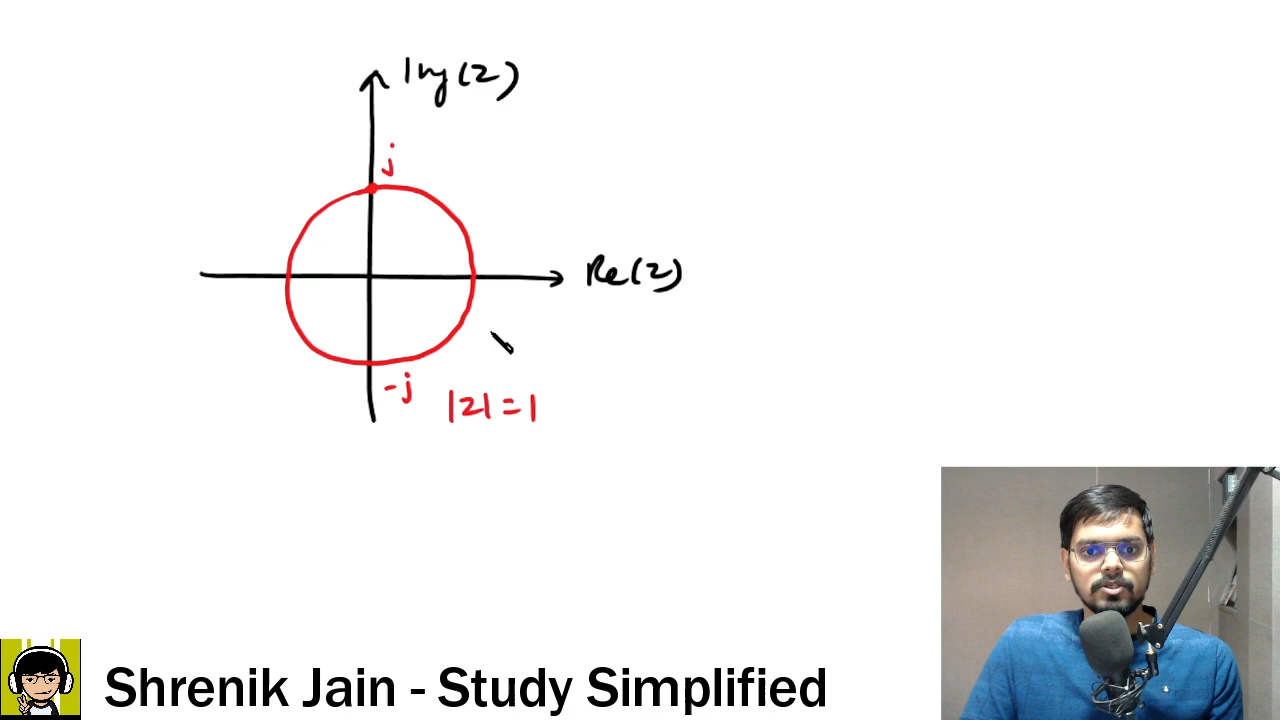 Img(z)
j
Re(z)
-j
|z| = 1
Shrenik Jain - Study Simplified